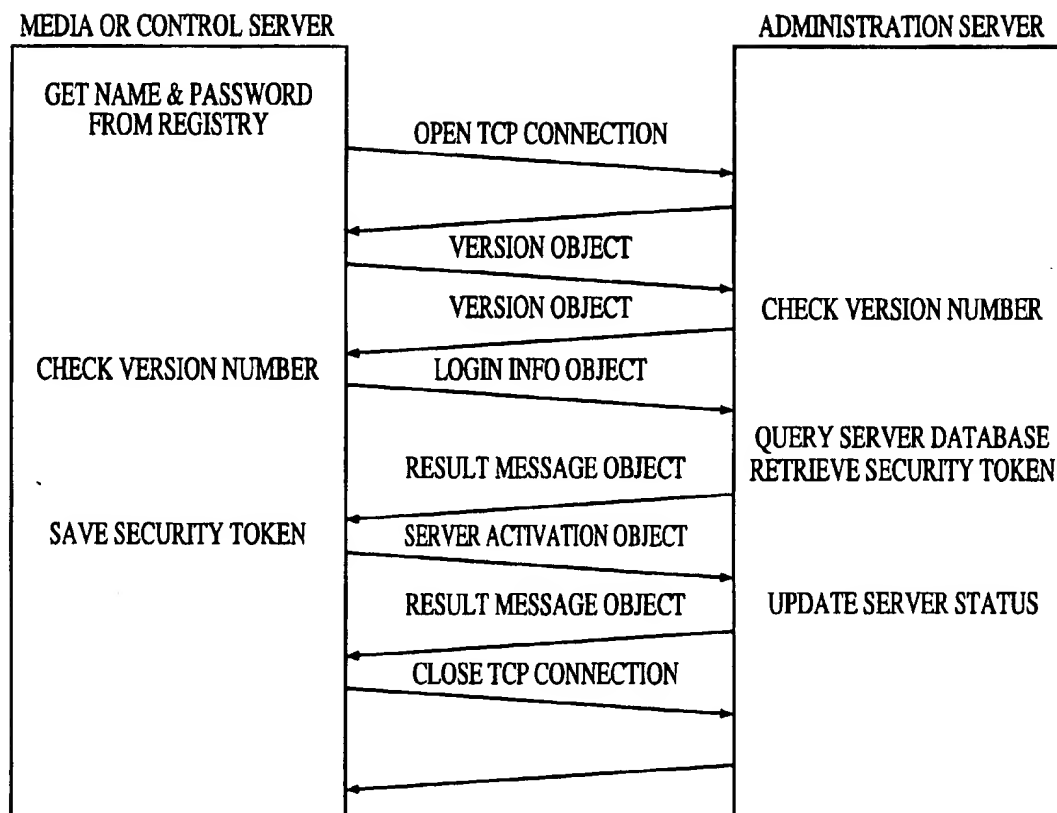 MEDIA OR CONTROL SERVER
ADMINISTRATION SERVER
GET NAME & PASSWORD
FROM REGISTRY
OPEN TCP CONNECTION
VERSION OBJECT
VERSION OBJECT
CHECK VERSION NUMBER
CHECK VERSION NUMBER
LOGIN INFO OBJECT
QUERY SERVER DATABASE
RETRIEVE SECURITY TOKEN
RESULT MESSAGE OBJECT
SAVE SECURITY TOKEN
SERVER ACTIVATION OBJECT
RESULT MESSAGE OBJECT
UPDATE SERVER STATUS
CLOSE TCP CONNECTION